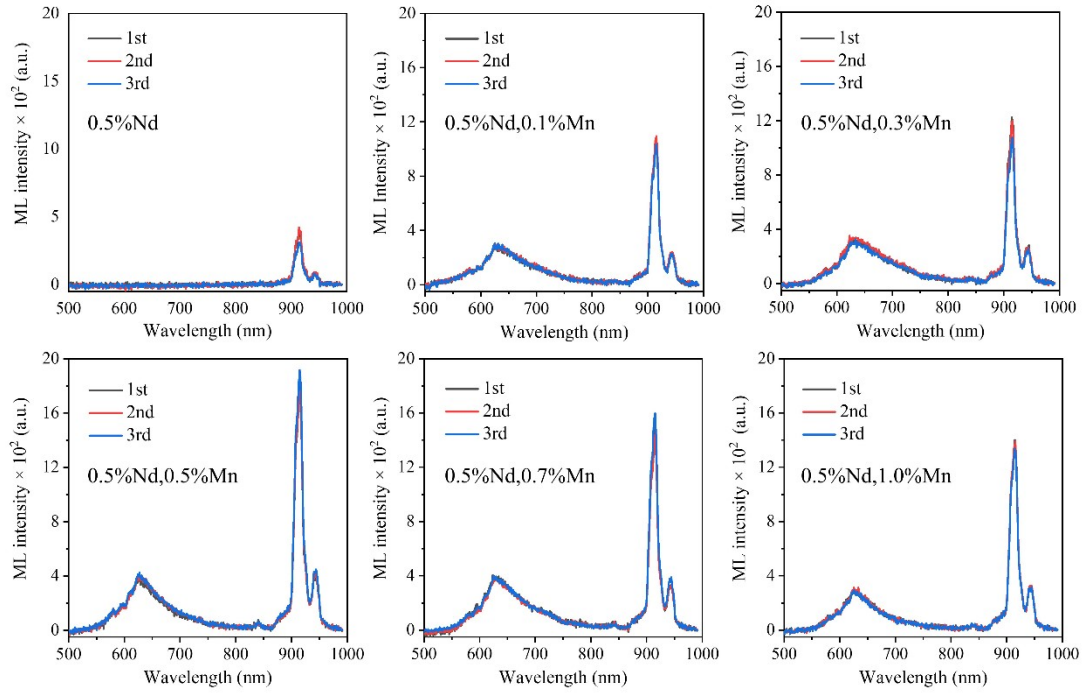 20
15
10
5
0
ML intensity × 10² (a.u.)
1st
2nd
3rd
0.5%Nd
500 600 700 800 900 1000
Wavelength (nm)
20
16
12
8
4
0
ML Intensity × 10² (a.u.)
1st
2nd
3rd
0.5%Nd,0.1%Mn
500 600 700 800 900 1000
Wavelength (nm)
20
16
12
8
4
0
ML intensity × 10² (a.u.)
1st
2nd
3rd
0.5%Nd,0.3%Mn
500 600 700 800 900 1000
Wavelength (nm)
20
16
12
8
4
0
ML intensity × 10² (a.u.)
1st
2nd
3rd
0.5%Nd,0.5%Mn
500 600 700 800 900 1000
Wavelength (nm)
20
16
12
8
4
0
ML intensity × 10² (a.u.)
1st
2nd
3rd
0.5%Nd,0.7%Mn
500 600 700 800 900 1000
Wavelength (nm)
20
16
12
8
4
0
ML intensity × 10² (a.u.)
1st
2nd
3rd
0.5%Nd,1.0%Mn
500 600 700 800 900 1000
Wavelength (nm)